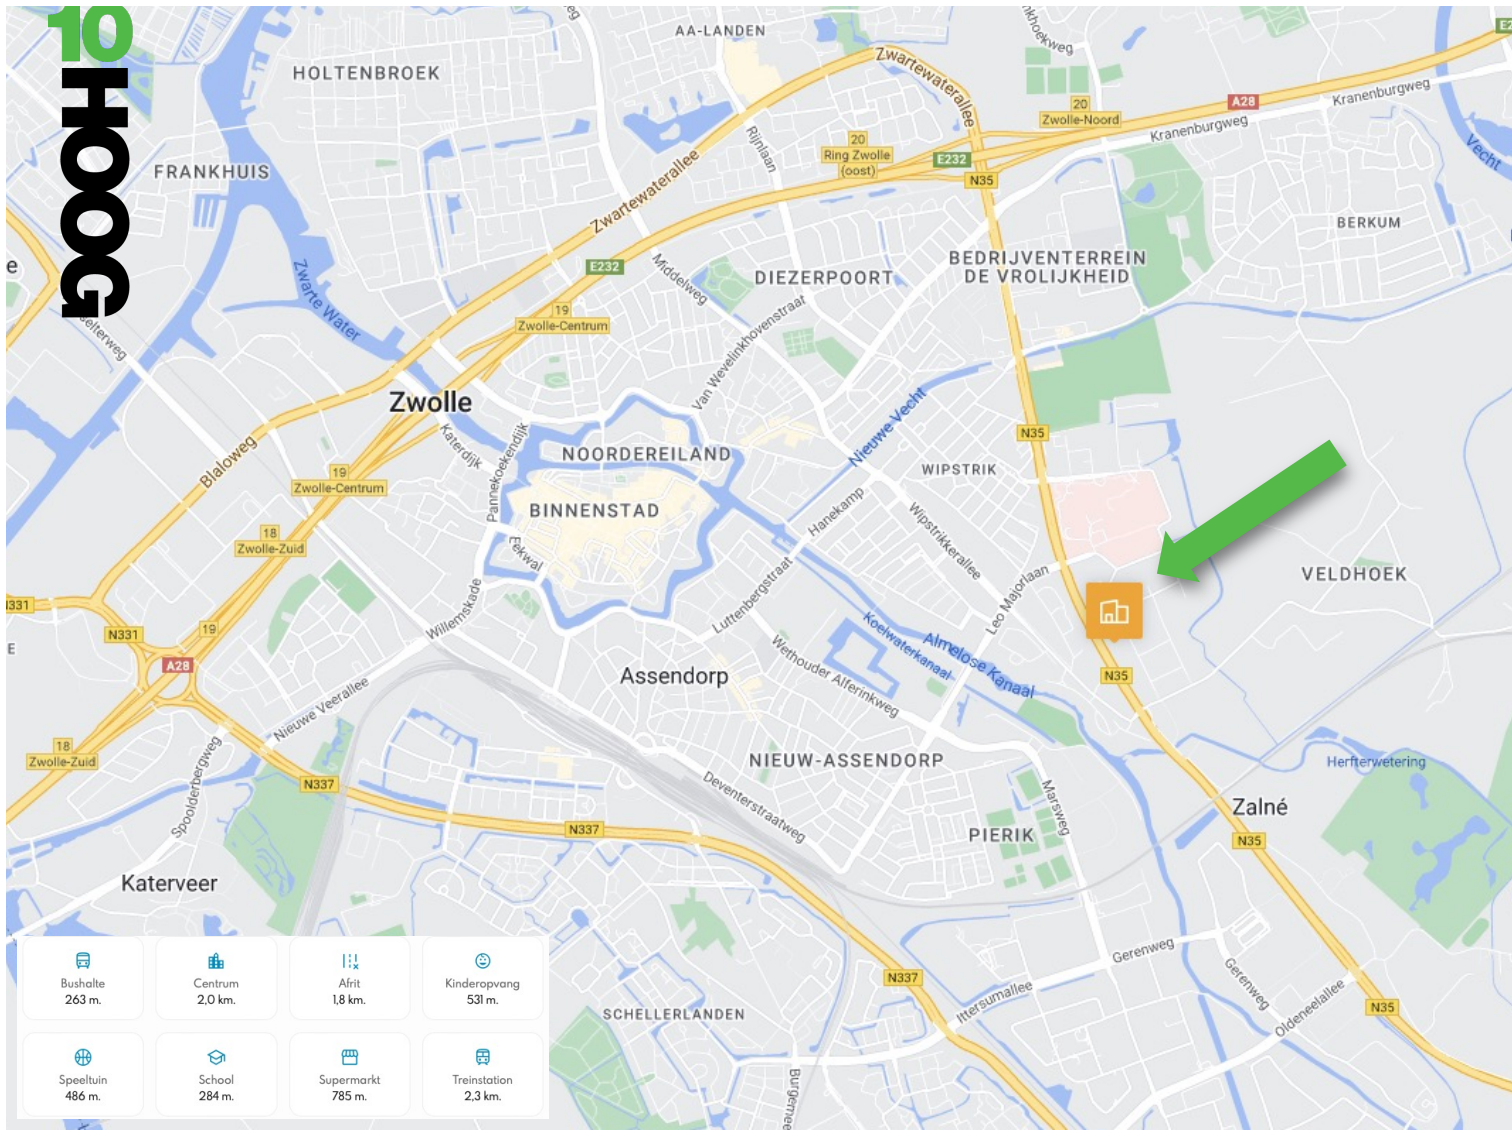 10
HOOG
AA-LANDEN
HOLTENBROEK
FRANKHUIS
Zwartewaterallee
Zwartewaterallee
Rijnlaan
20
Ring Zwolle
(oost)
E232
N35
20
Zwolle-Noord
A28
Kranenburgweg
Kranenburgweg
Vecht
BERKUM
BEDRIJVENTERREIN
DE VROLIJKHEID
DIEZERPOORT
Middelweg
E232
19
Zwolle-Centrum
Zwarte Water
Van Wevelinkhovenstraat
Zwolle
Katerdijk
Pannekoekendijk
NOORDEREILAND
BINNENSTAD
Eekwal
Nieuwe Vecht
WIPSTRIK
N35
Blaloweg
19
Zwolle-Centrum
18
Zwolle-Zuid
Hanekamp
Wipstrikkerallee
Leo Majorlaan
VELDHOEK
Luttenbergstraat
Willemskade
N331
19
A28
Nieuwe Veerallee
Spoolderbergweg
18
Zwolle-Zuid
Assendorp
Wethouder Alferinkweg
Koelwaterkanaal
Almelose Kanaal
N35
NIEUW-ASSENDORP
Deventerstraatweg
N337
N337
Herfterwetering
Zalné
N35
PIERIK
Marsweg
Katerveer
Gerenweg
Gerenweg
N337
Ittersumallee
Oldeneelallee
N35
SCHELLERLANDEN
Bushalte
263 m.
Centrum
2,0 km.
Afrit
1,8 km.
Kinderopvang
531 m.
Speeltuin
486 m.
School
284 m.
Supermarkt
785 m.
Treinstation
2,3 km.